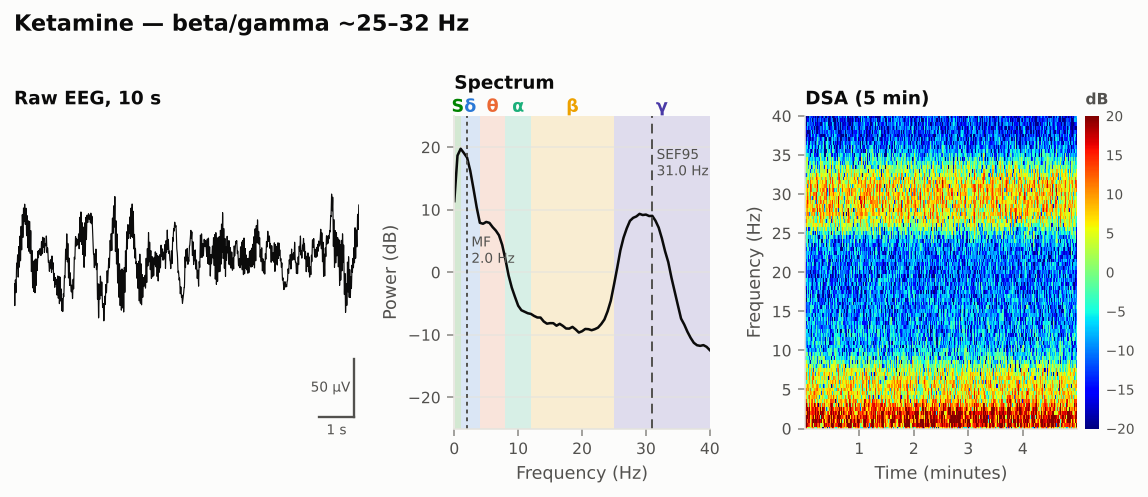 Ketamine — beta/gamma ~25–32 Hz
Raw EEG, 10 s
50 µV
1 s
Spectrum
S δ θ α β γ
SEF95
31.0 Hz
MF
2.0 Hz
20
10
0
−10
−20
Power (dB)
0 10 20 30 40
Frequency (Hz)
DSA (5 min)
40
35
30
25
20
15
10
5
0
Frequency (Hz)
1 2 3 4
Time (minutes)
dB
20
15
10
5
0
−5
−10
−15
−20